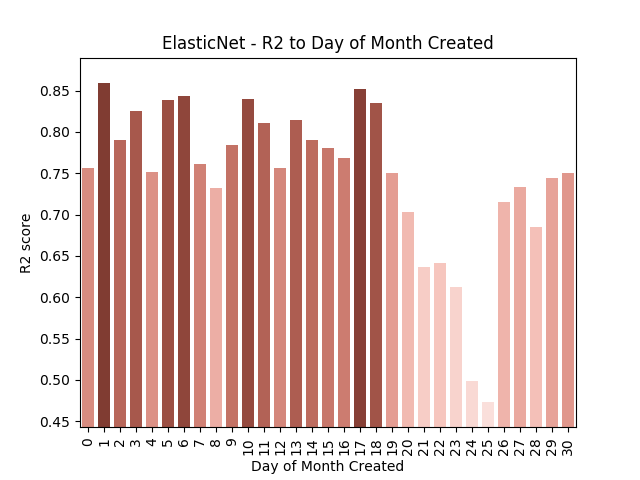 ElasticNet - R2 to Day of Month Created
R2 score
0.85
0.80
0.75
0.70
0.65
0.60
0.55
0.50
0.45
0 1 2 3 4 5 6 7 8 9 10 11 12 13 14 15 16 17 18 19 20 21 22 23 24 25 26 27 28 29 30
Day of Month Created